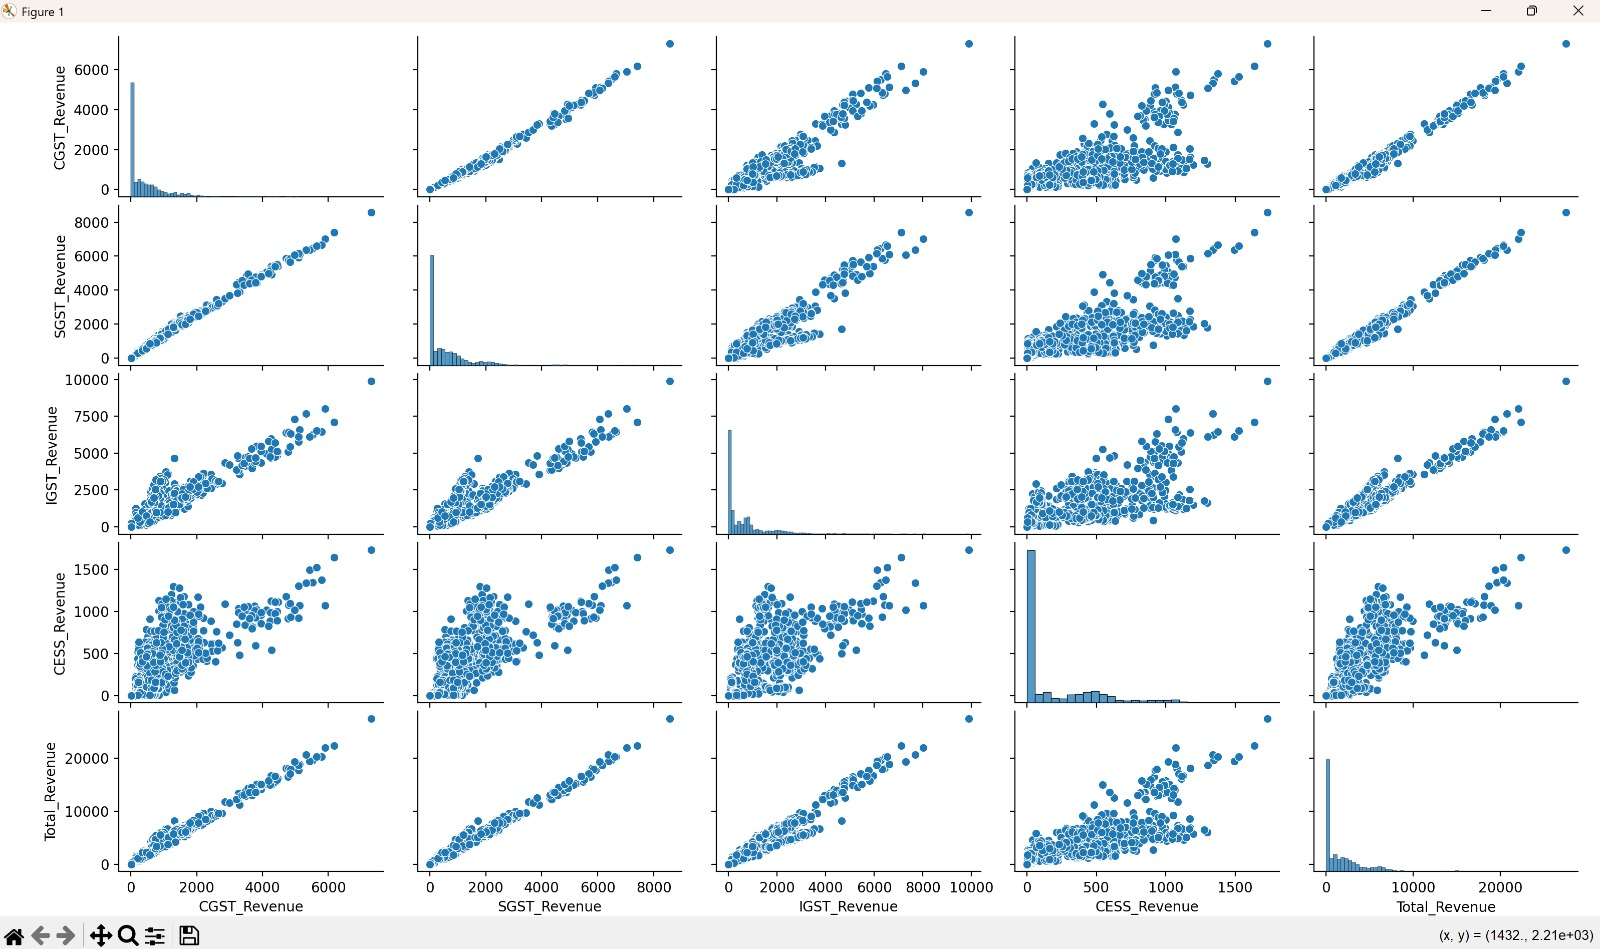 Figure 1
CGST_Revenue
6000
4000
2000
0
SGST_Revenue
8000
6000
4000
2000
0
IGST_Revenue
10000
7500
5000
2500
0
CESS_Revenue
1500
1000
500
0
Total_Revenue
20000
10000
0
0 2000 4000 6000
0 2000 4000 6000 8000
0 2000 4000 6000 8000 10000
0 500 1000 1500
0 10000 20000
CGST_Revenue
SGST_Revenue
IGST_Revenue
CESS_Revenue
Total_Revenue
(x, y) = (1432., 2.21e+03)